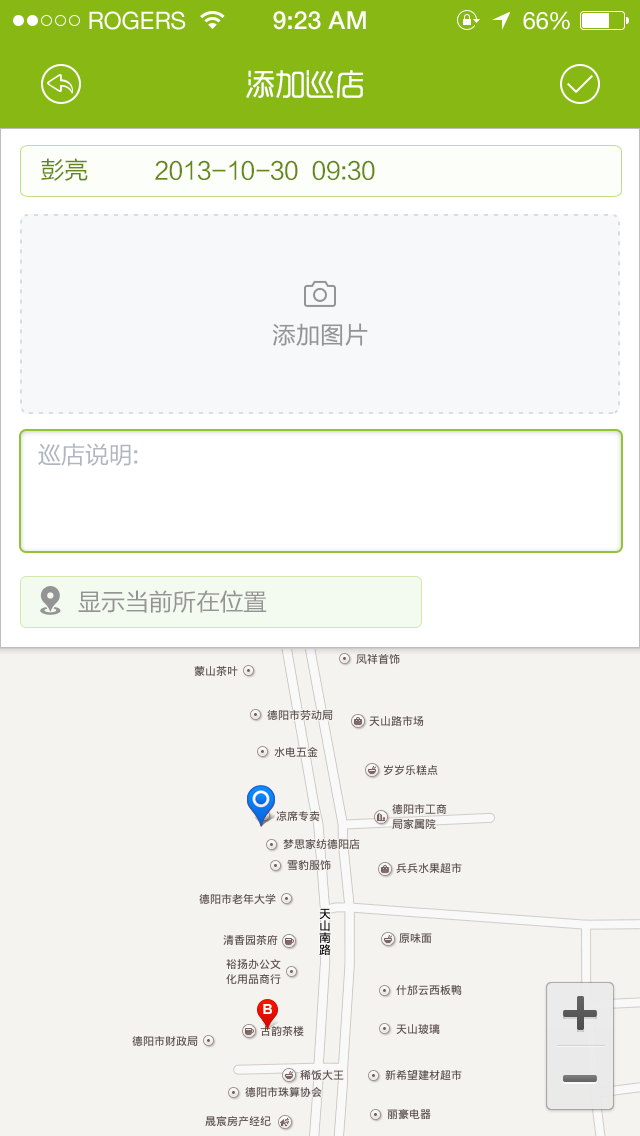 ROGERS 9:23 AM 66%
添加巡店
彭亮 2013-10-30 09:30
添加图片
巡店说明:
显示当前所在位置
凤祥首饰
蒙山茶叶
德阳市劳动局
天山路市场
水电五金
岁岁乐糕点
德阳市工商
局家属院
凉席专卖
梦思家纺德阳店
雪豹服饰
兵兵水果超市
德阳市老年大学
天山南路
清香园茶府
原味面
裕扬办公文
化用品商行
什邡云西板鸭
B
古韵茶楼
天山玻璃
德阳市财政局
稀饭大王
新希望建材超市
德阳市珠算协会
丽豪电器
晟宸房产经纪